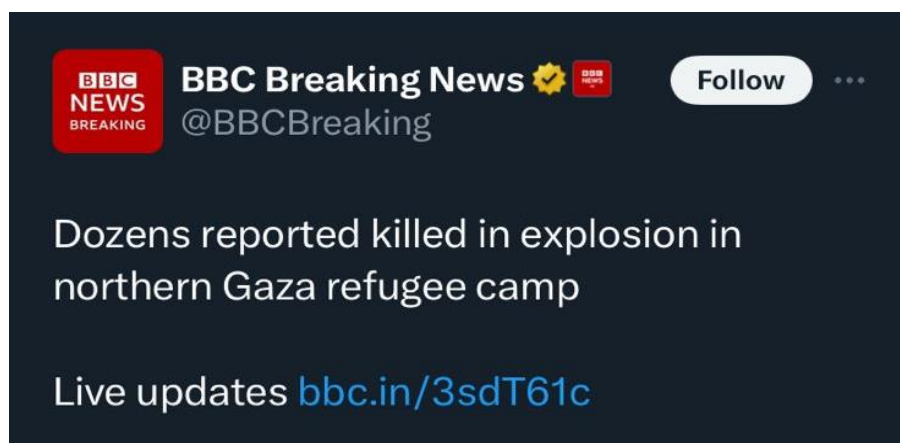 BBC
NEWS
BREAKING
BBC Breaking News
@BBCBreaking
Follow
Dozens reported killed in explosion in
northern Gaza refugee camp
Live updates bbc.in/3sdT61c